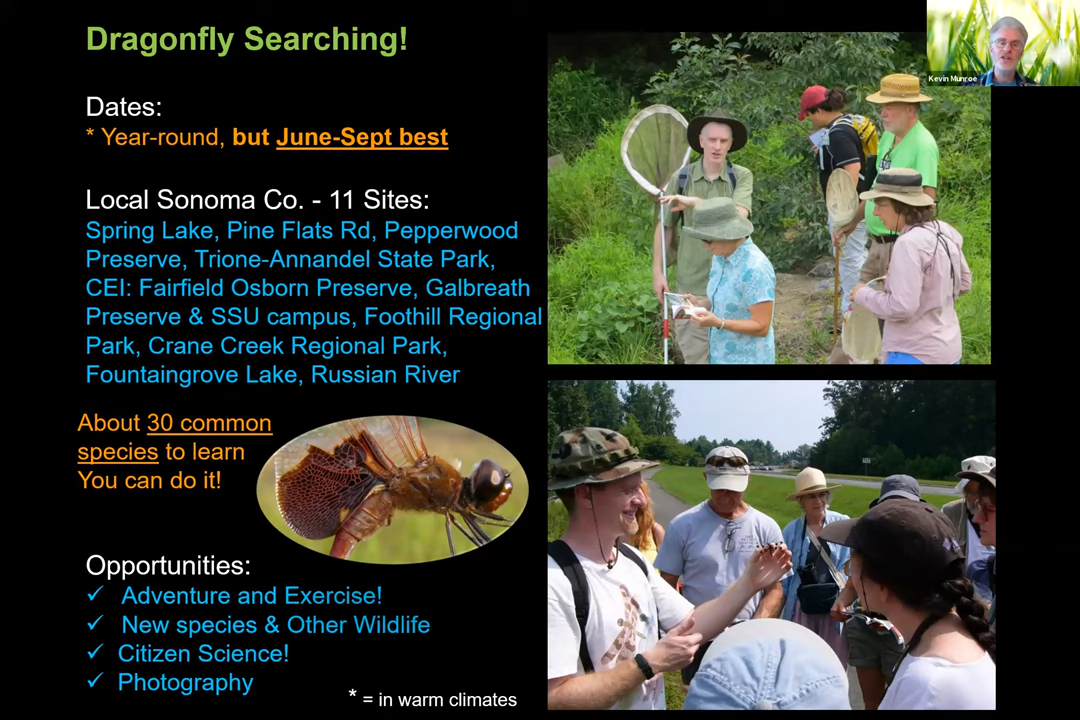 Dragonfly Searching!
Kevin Munroe
Dates:
* Year-round, but June-Sept best
Local Sonoma Co. - 11 Sites:
Spring Lake, Pine Flats Rd, Pepperwood
Preserve, Trione-Annandel State Park,
CEI: Fairfield Osborn Preserve, Galbreath
Preserve & SSU campus, Foothill Regional
Park, Crane Creek Regional Park,
Fountaingrove Lake, Russian River
About 30 common
species to learn
You can do it!
Opportunities:
✓ Adventure and Exercise!
✓ New species & Other Wildlife
✓ Citizen Science!
✓ Photography
* = in warm climates